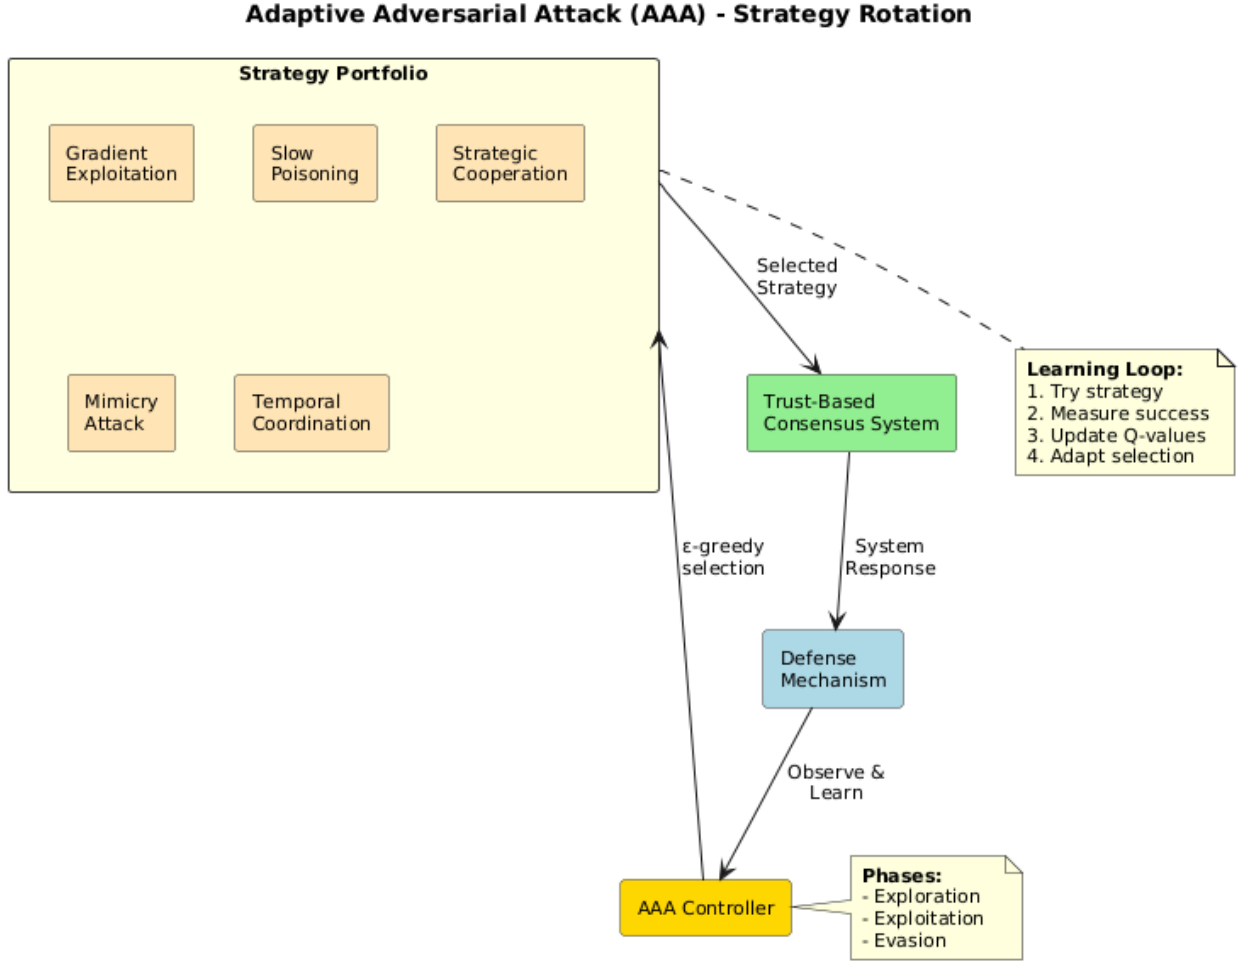 Adaptive Adversarial Attack (AAA) - Strategy Rotation
Strategy Portfolio
Gradient
Exploitation
Slow
Poisoning
Strategic
Cooperation
Selected
Strategy
Mimicry
Attack
Temporal
Coordination
Trust-Based
Consensus System
Learning Loop:
1. Try strategy
2. Measure success
3. Update Q-values
4. Adapt selection
ε-greedy
selection
System
Response
Defense
Mechanism
Observe &
Learn
AAA Controller
Phases:
- Exploration
- Exploitation
- Evasion